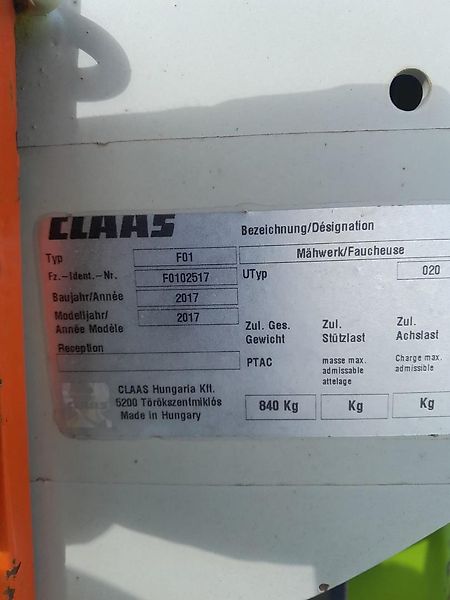 CLAAS
Bezeichnung/Désignation
Typ F01
Mähwerk/Faucheuse
Fz.-Ident.-Nr. F0102517
UTyp 020
Baujahr/Année 2017
Modelljahr/
Année Modèle 2017
Reception
Zul. Ges.
Gewicht
Zul.
Stützlast
Zul.
Achslast
PTAC
masse max.
admissible
attelage
Charge max.
admissible
840 Kg
Kg
Kg
CLAAS Hungaria Kft.
5200 Törökszentmiklós
Made in Hungary